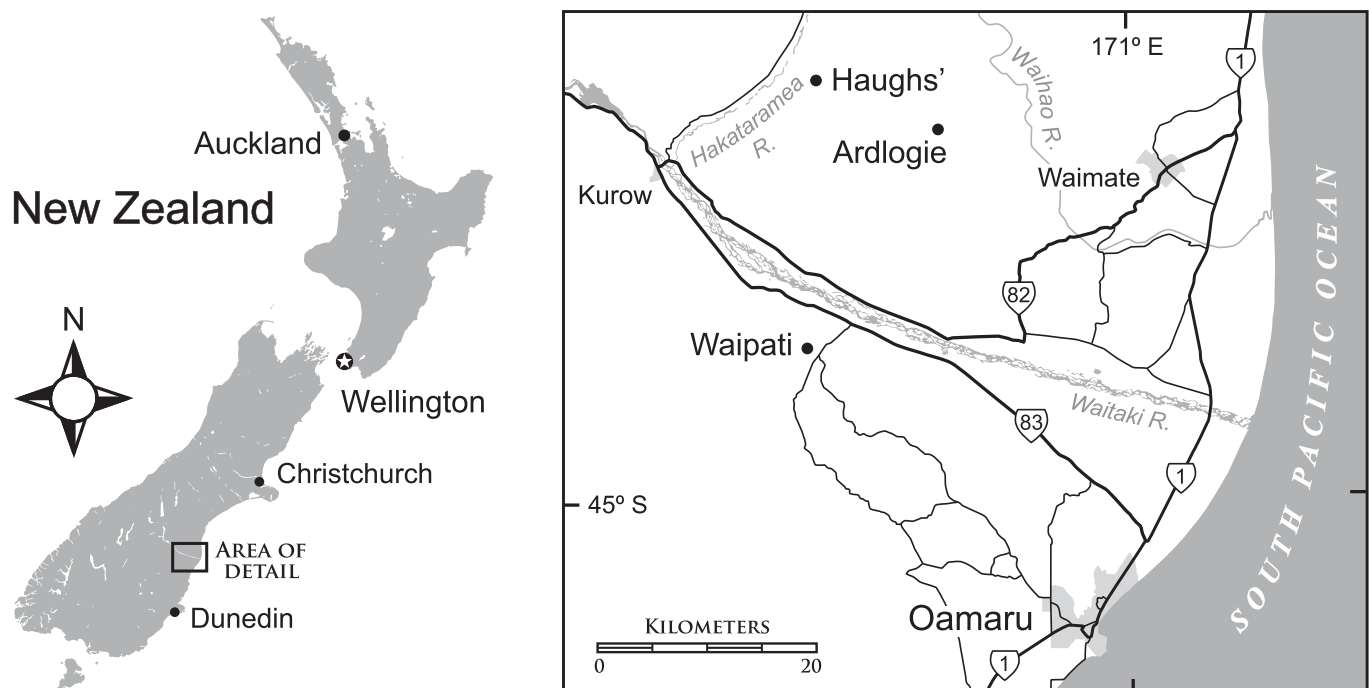 Auckland
New Zealand
N
Wellington
Christchurch
AREA OF
DETAIL
Dunedin
171º E
1
Haughs’
Hakataramea
R.
Waihao R.
Ardlogie
Waimate
Kurow
82
Waipati
Waitaki R.
83
1
45º S
SOUTH PACIFIC OCEAN
Oamaru
KILOMETERS
0 20
1